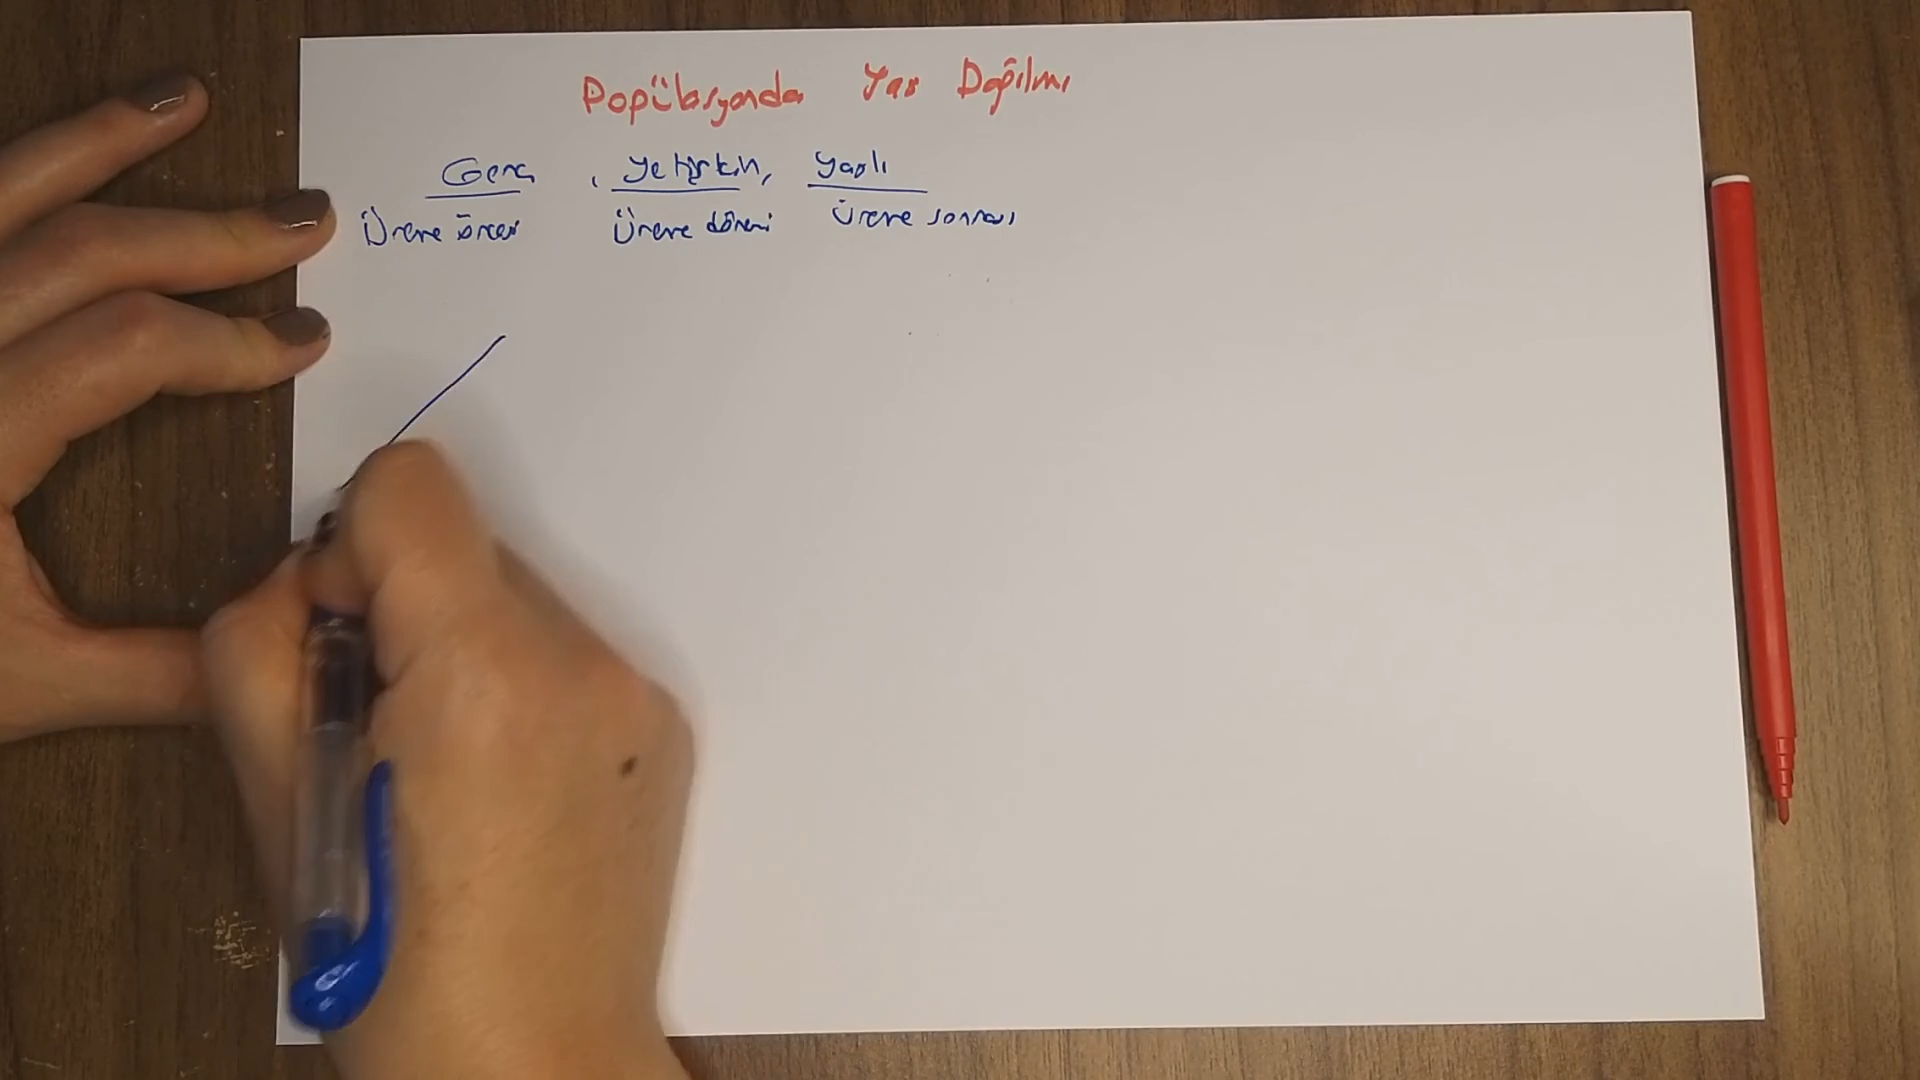 Popülasyonda Yaş Dağılımı
Genç, Yetişkin, Yaşlı
Üreme öncesi Üreme dönemi Üreme sonrası